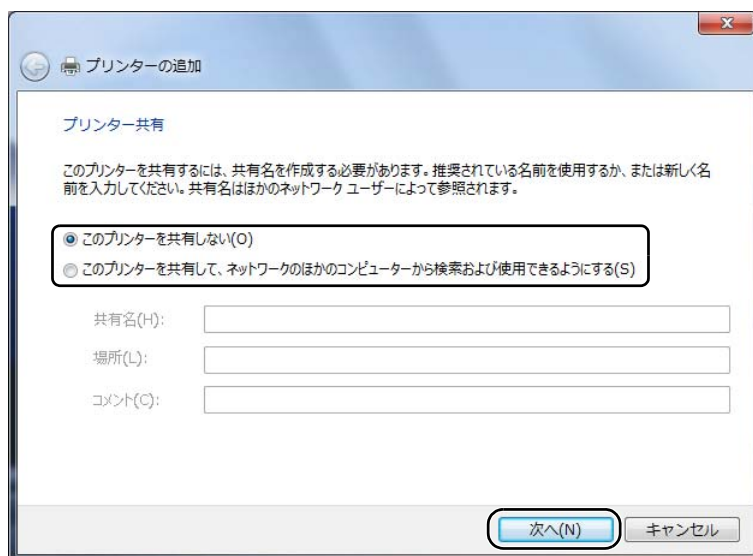 プリンターの追加
プリンター共有
このプリンターを共有するには、共有名を作成する必要があります。推奨されている名前を使用するか、または新しく名
前を入力してください。共有名はほかのネットワーク ユーザーによって参照されます。
このプリンターを共有しない(O)
このプリンターを共有して、ネットワークのほかのコンピューターから検索および使用できるようにする(S)
共有名(H):
場所(L):
コメント(C):
次へ(N) キャンセル